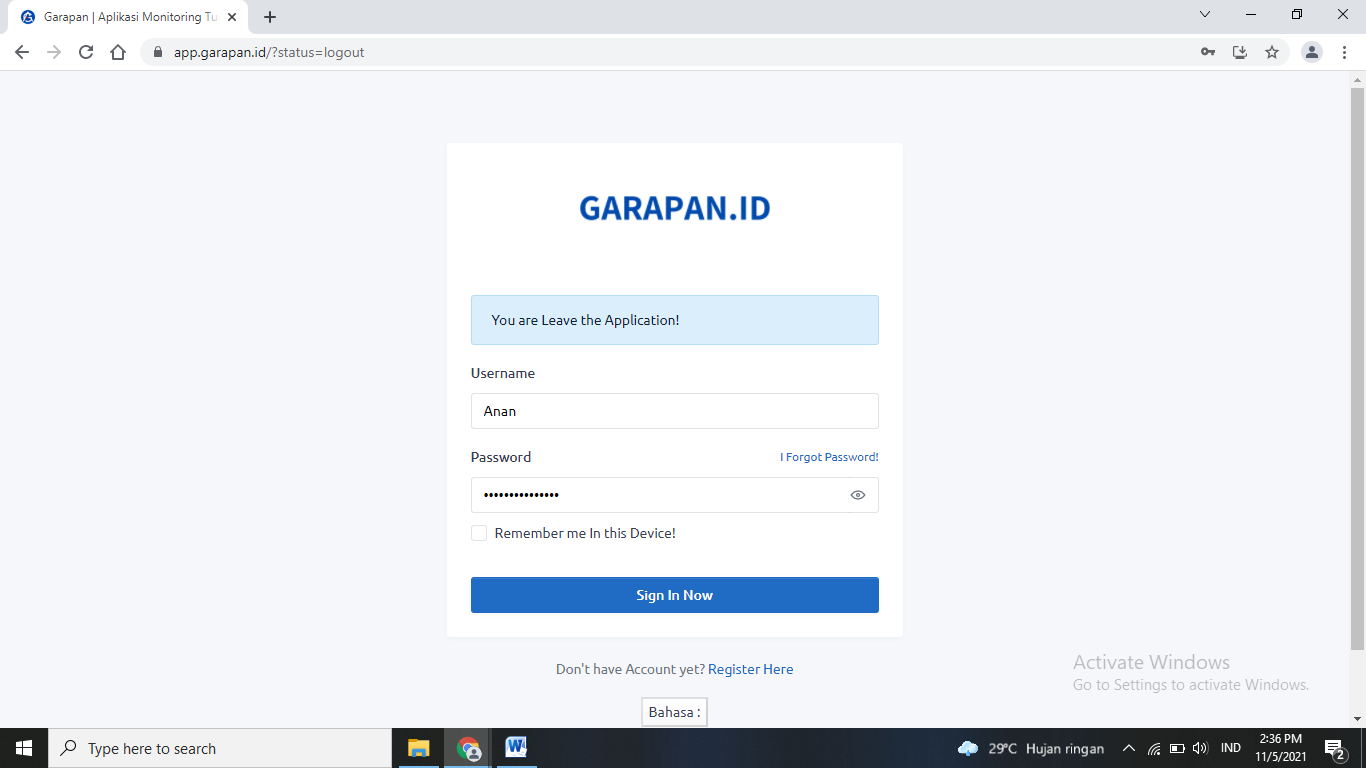 Garapan | Aplikasi Monitoring Tu
app.garapan.id/?status=logout
GARAPAN.ID
You are Leave the Application!
Username
Anan
Password
I Forgot Password!
•••••••••••••••
Remember me In this Device!
Sign In Now
Don't have Account yet? Register Here
Bahasa :
Activate Windows
Go to Settings to activate Windows.
Type here to search
29°C Hujan ringan
IND
2:36 PM
11/5/2021
2